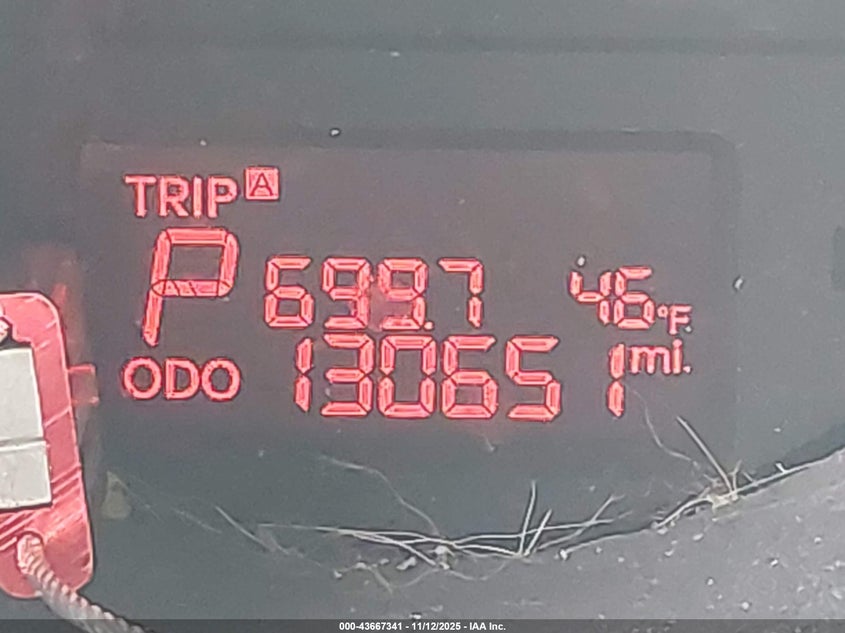 TRIP A
P 699.7 46°F
ODO 130651 mi.
000-43667341 - 11/12/2025 - IAA Inc.